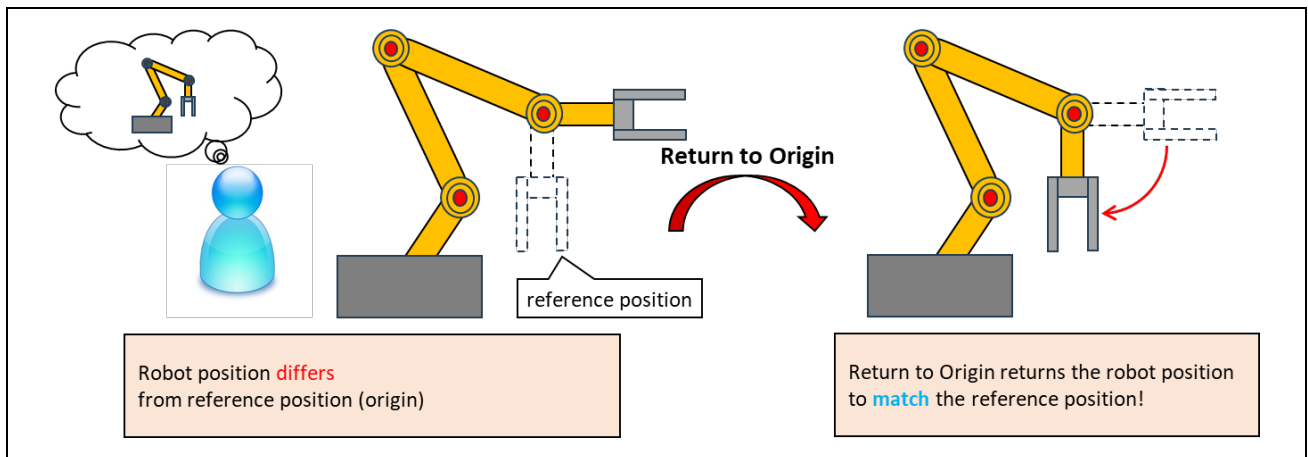 Return to Origin
reference position
Robot position differs
from reference position (origin)
Return to Origin returns the robot position
to match the reference position!